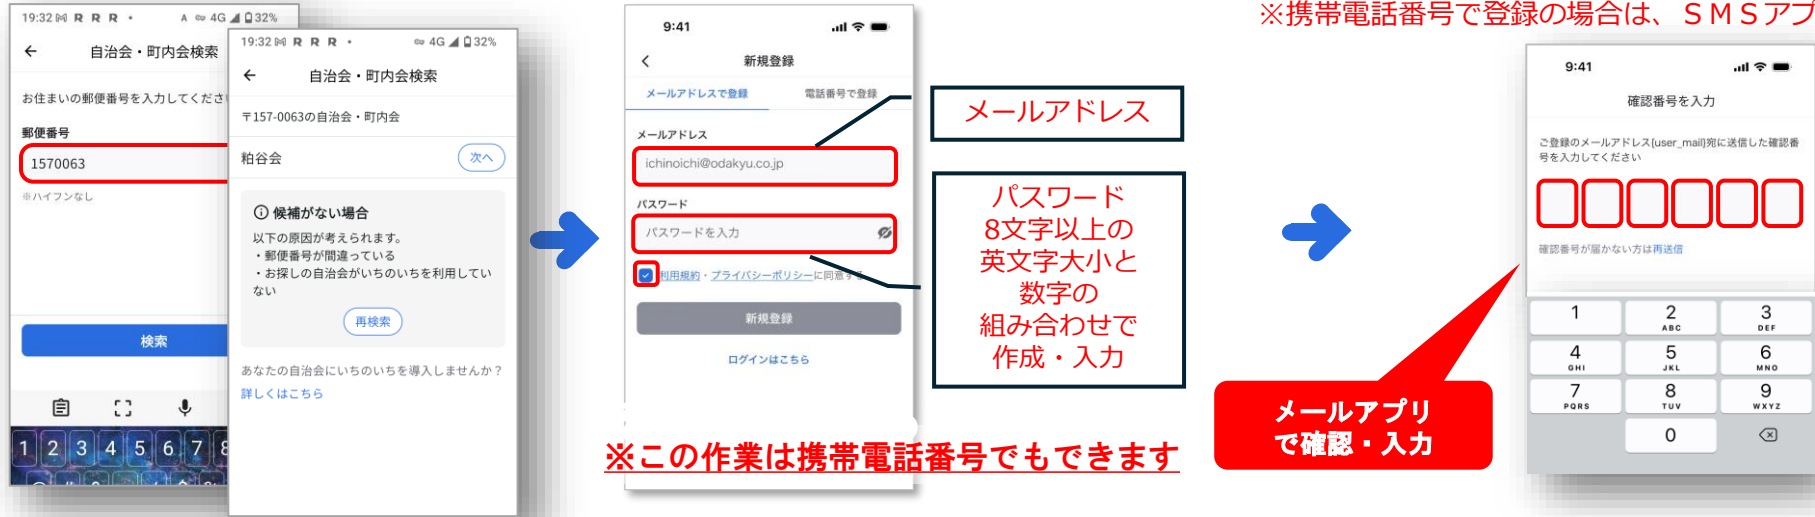 19:32 M R R R • A 4G 32%
← 自治会・町内会検索
お住まいの郵便番号を入力してくださ
郵便番号
1570063
※ハイフンなし
検索
1 2 3 4 5 6 7 8
19:32 M R R R • 4G 32%
← 自治会・町内会検索
〒157-0063の自治会・町内会
粕谷会 次へ
候補がない場合
以下の原因が考えられます。
・郵便番号が間違っている
・お探しの自治会がいちのいちを利用してい
ない
再検索
あなたの自治会にいちのいちを導入しませんか？
詳しくはこちら
9:41
新規登録
メールアドレスで登録 電話番号で登録
メールアドレス
ichinoichi@odakyu.co.jp
パスワード
パスワードを入力
利用規約・プライバシーポリシーに同意する
新規登録
ログインはこちら
※この作業は携帯電話番号でもできます
メールアドレス
パスワード
8文字以上の
英文字大小と
数字の
組み合わせで
作成・入力
※携帯電話番号で登録の場合は、ＳＭＳアプ
9:41
確認番号を入力
ご登録のメールアドレス{user_mail}宛に送信した確認番
号を入力してください
確認番号が届かない方は再送信
メールアプリ
で確認・入力
1 2 3
ABC DEF
4 5 6
GHI JKL MNO
7 8 9
PQRS TUV WXYZ
0